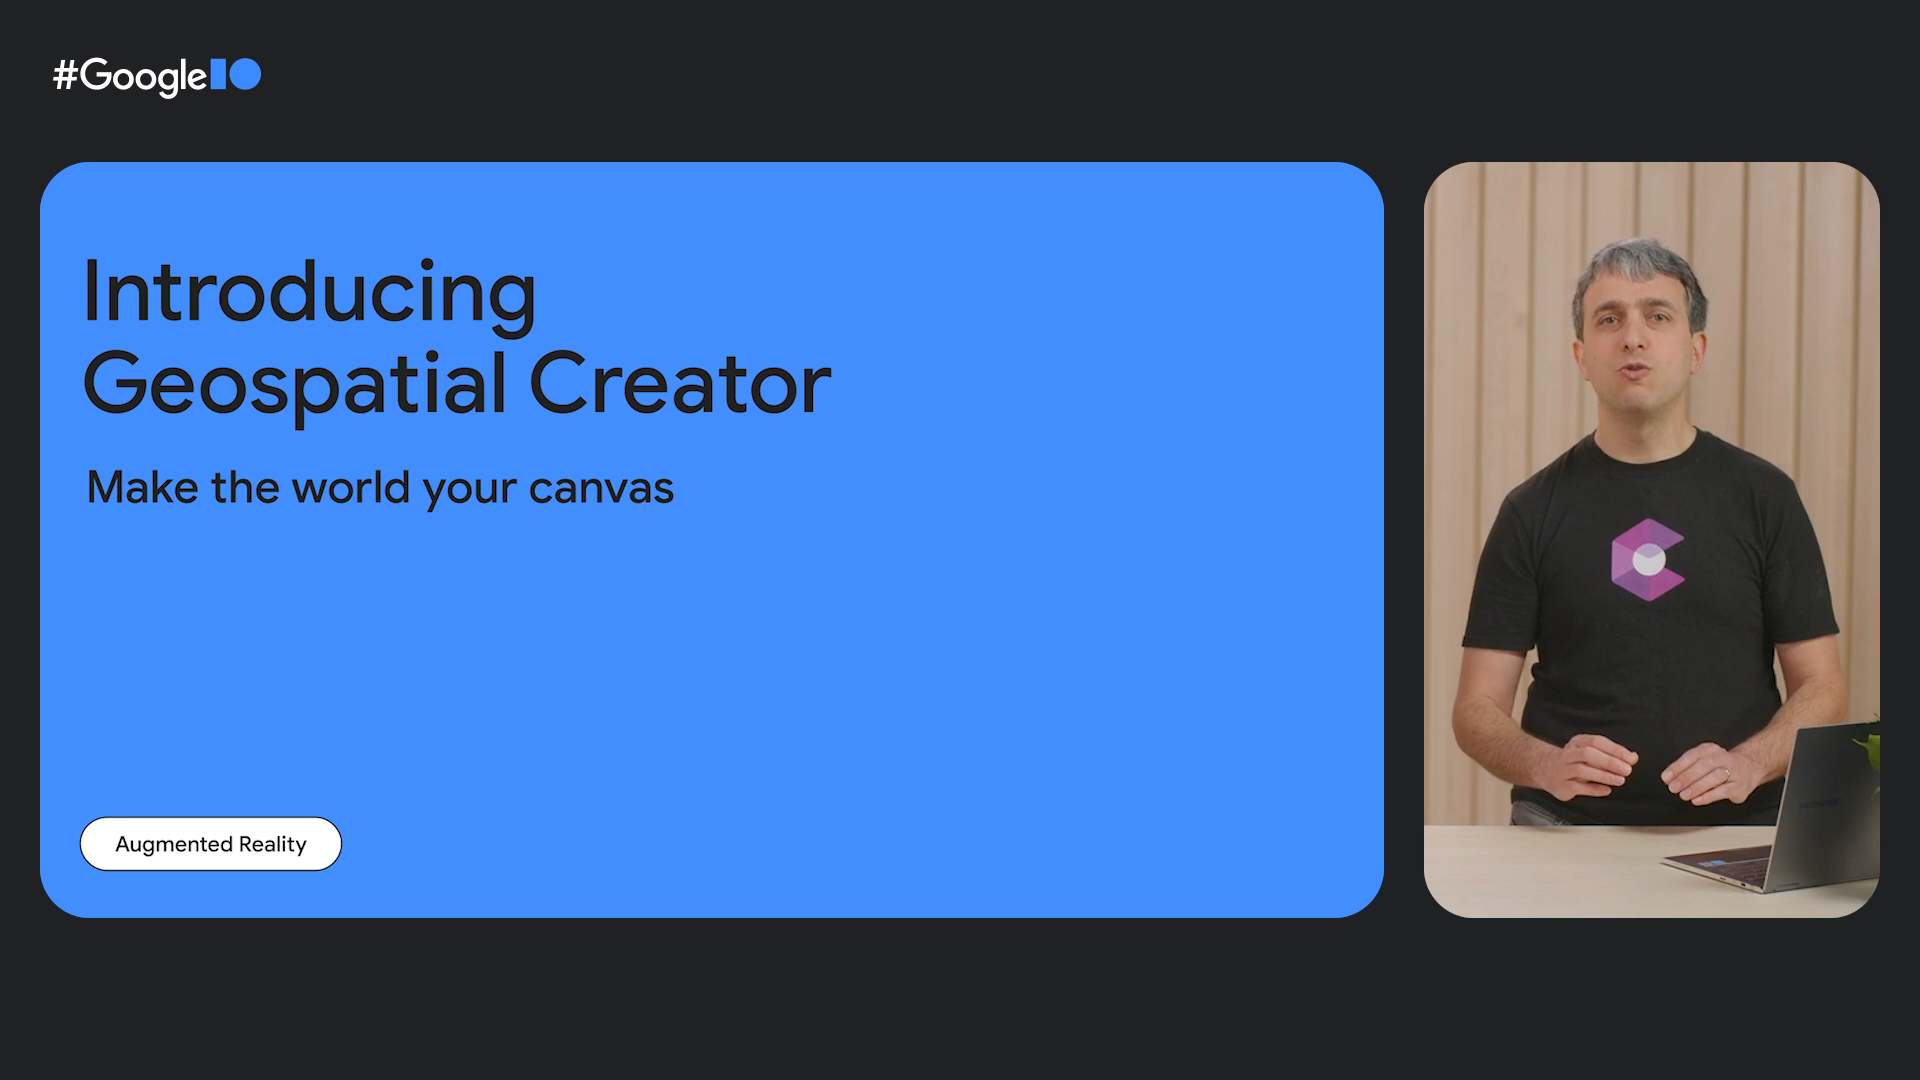 #GoogleIO
Introducing
Geospatial Creator
Make the world your canvas
Augmented Reality